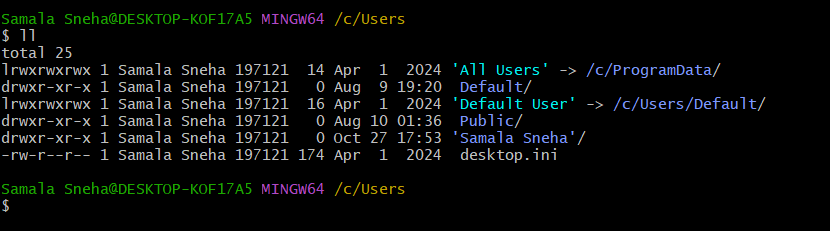 Samala Sneha@DESKTOP-KOF17A5 MINGW64 /c/Users
$ ll
total 25
lrwxrwxrwx 1 Samala Sneha 197121  14 Apr  1  2024 'All Users' -> /c/ProgramData/
drwxr-xr-x 1 Samala Sneha 197121   0 Aug  9 19:20  Default/
lrwxrwxrwx 1 Samala Sneha 197121  16 Apr  1  2024 'Default User' -> /c/Users/Default/
drwxr-xr-x 1 Samala Sneha 197121   0 Aug 10 01:36  Public/
drwxr-xr-x 1 Samala Sneha 197121   0 Oct 27 17:53 'Samala Sneha'/
-rw-r--r-- 1 Samala Sneha 197121 174 Apr  1  2024  desktop.ini
Samala Sneha@DESKTOP-KOF17A5 MINGW64 /c/Users
$